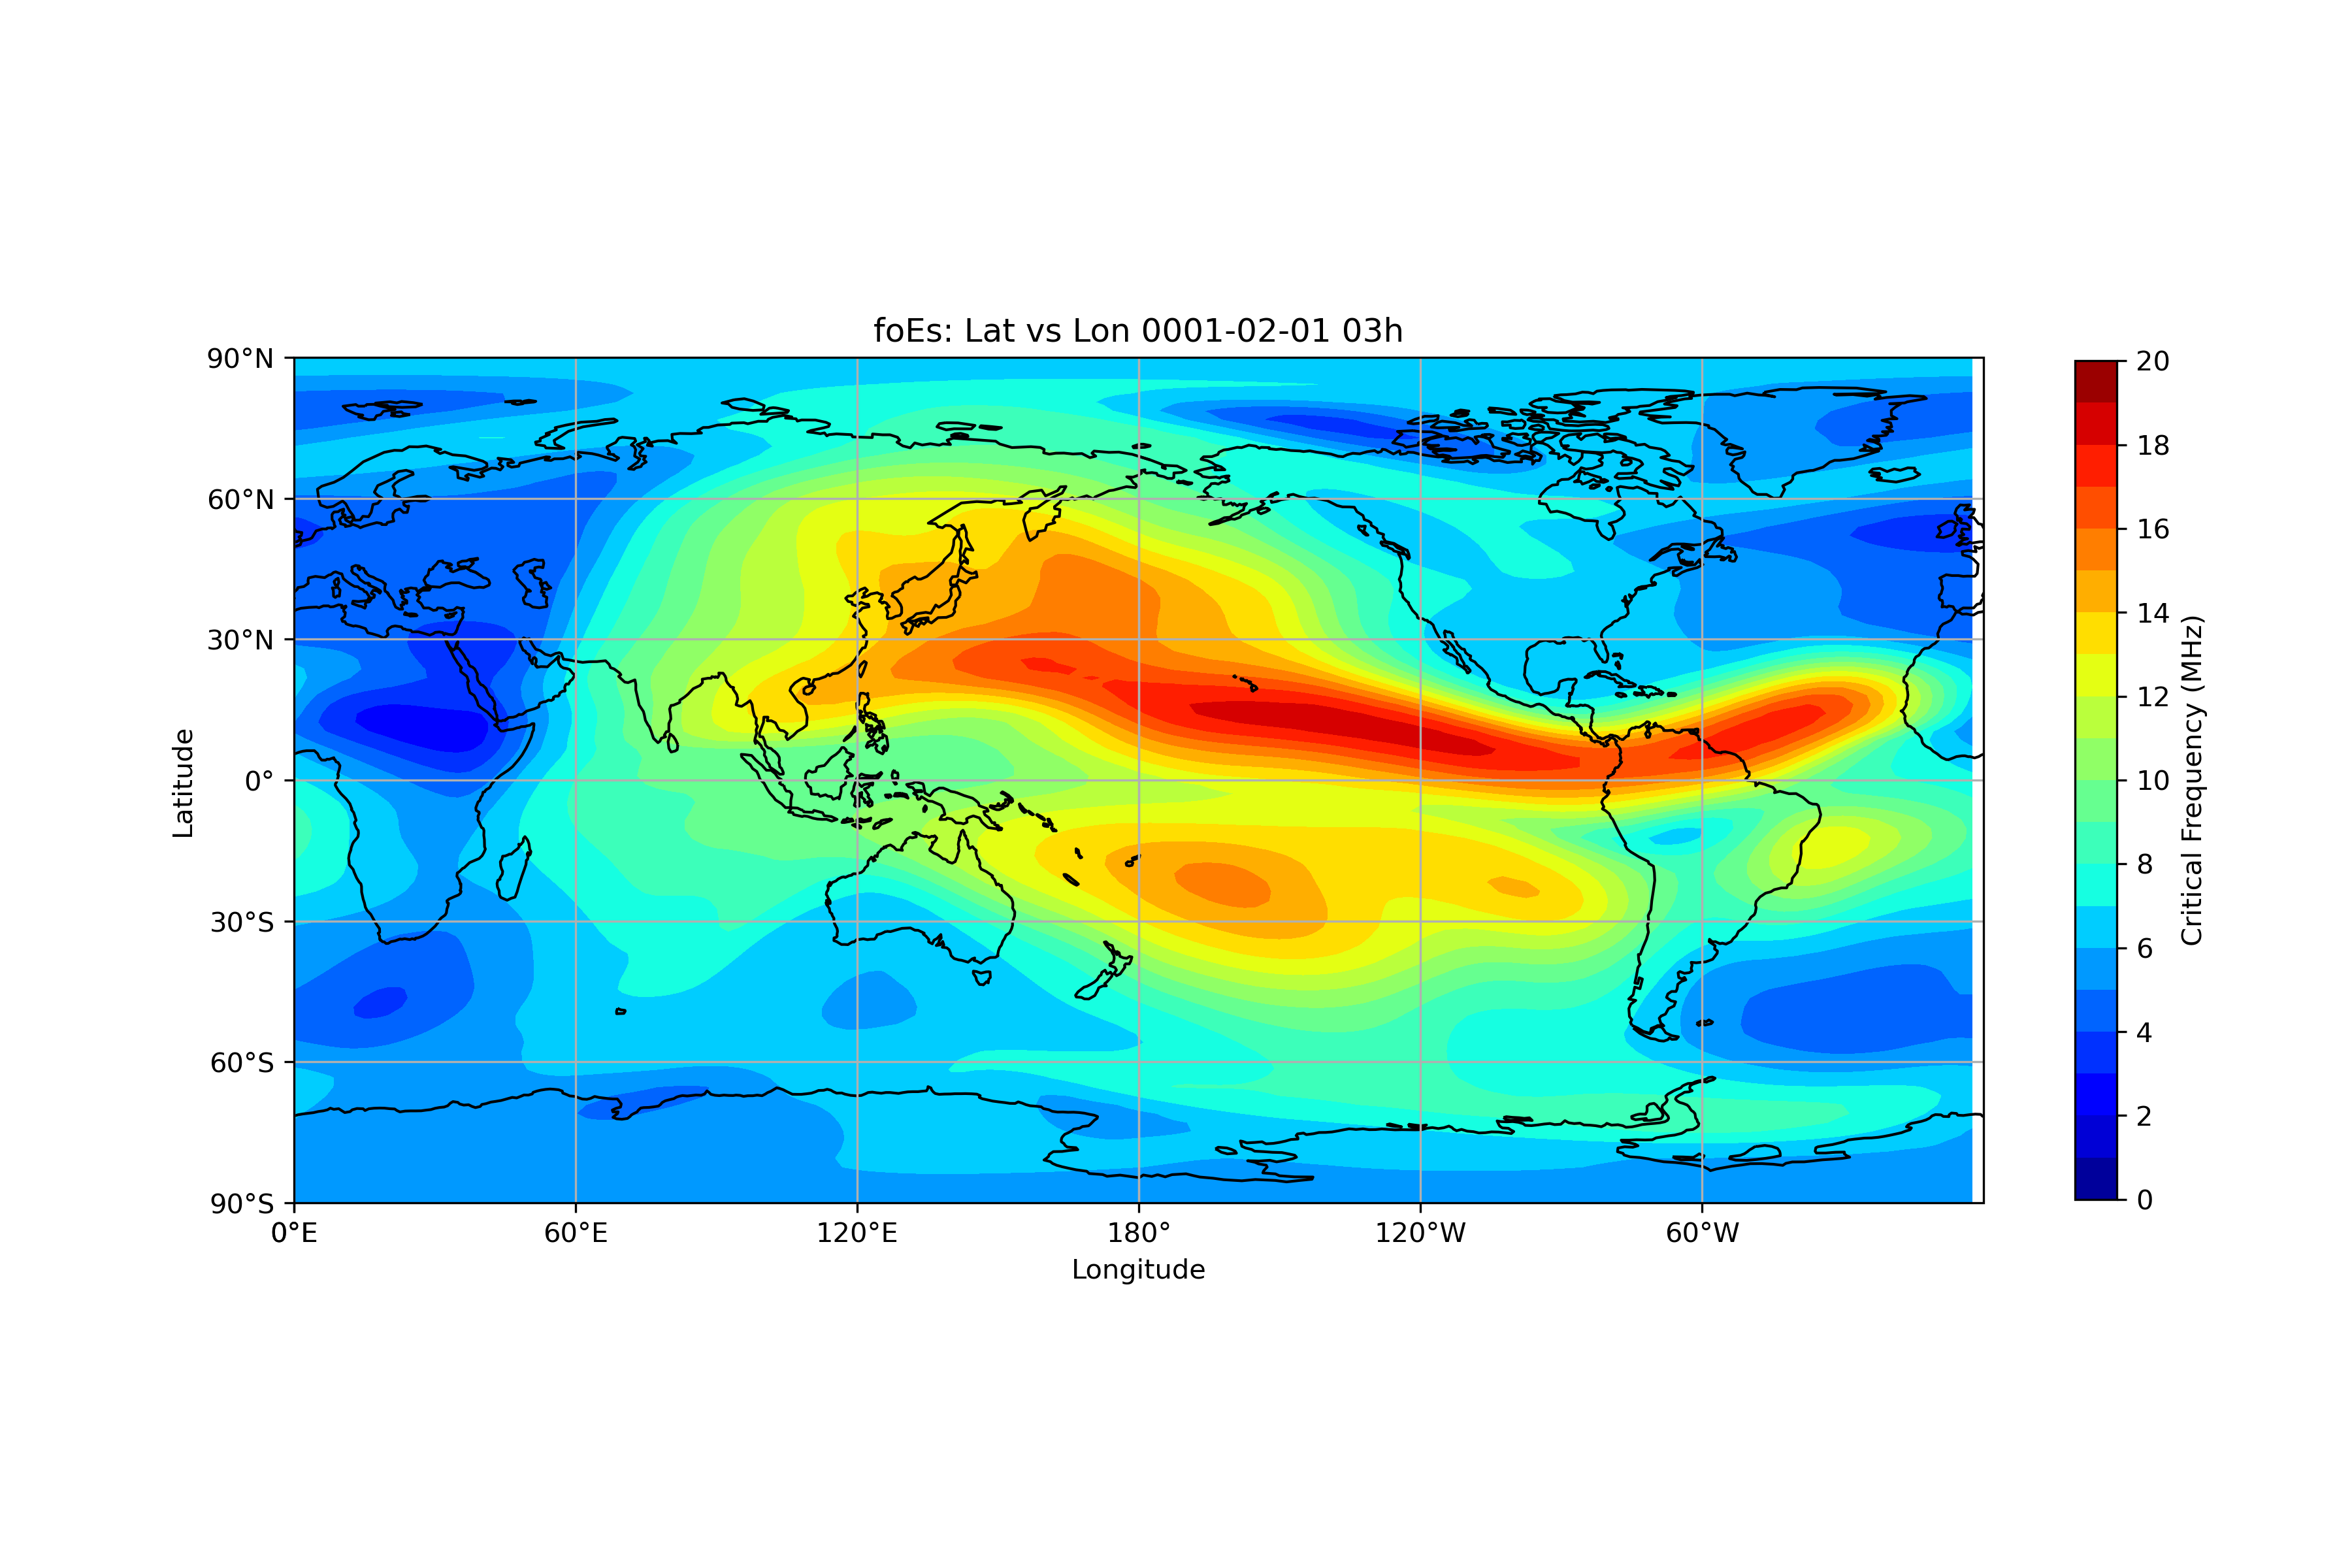 foEs: Lat vs Lon 0001-02-01 03h
90°N
60°N
30°N
0°
30°S
60°S
90°S
Latitude
0°E
60°E
120°E
180°
120°W
60°W
Longitude
20
18
16
14
12
10
8
6
4
2
0
Critical Frequency (MHz)